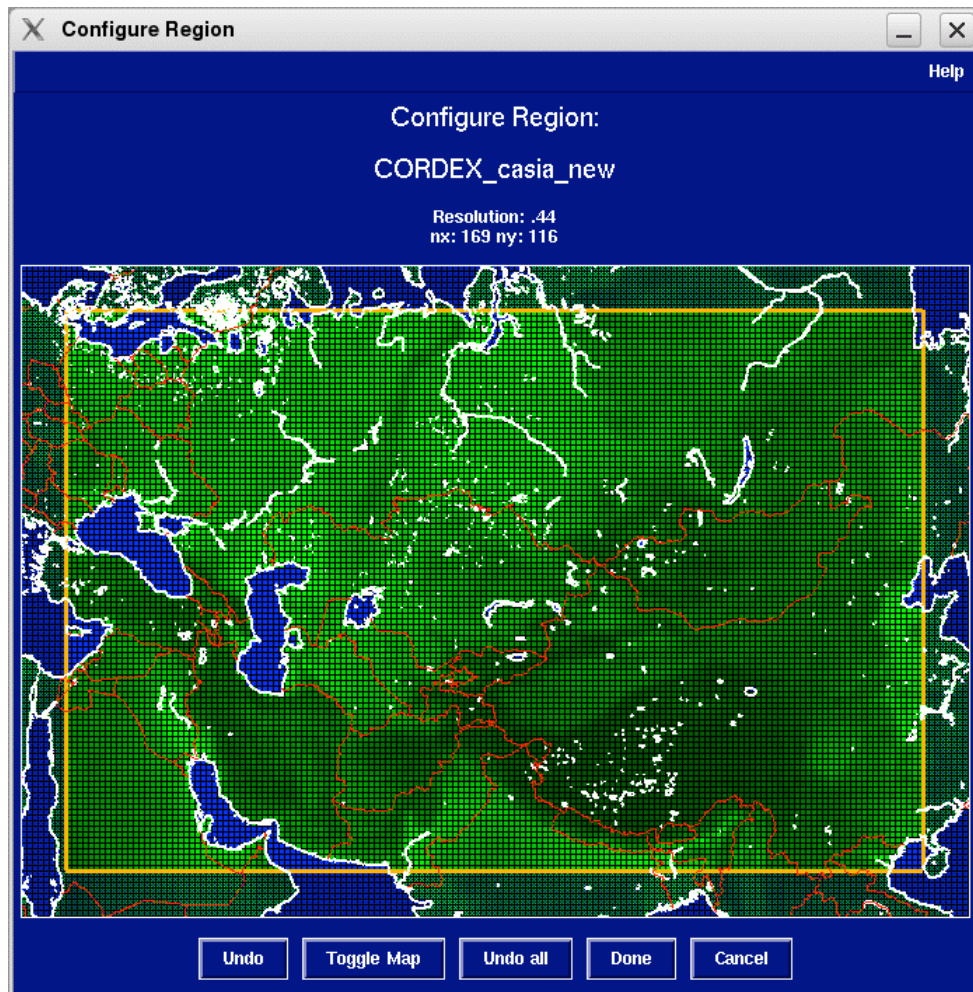 Configure Region
Help
Configure Region:
CORDEX_casia_new
Resolution: .44
nx: 169 ny: 116
Undo
Toggle Map
Undo all
Done
Cancel